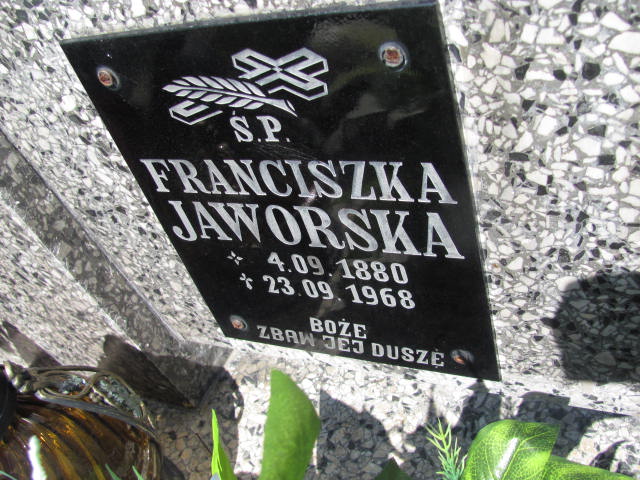 Ś.P.
FRANCISZKA
JAWORSKA
4.09.1880
23.09.1968
BOŻE
ZBAW JEJ DUSZĘ